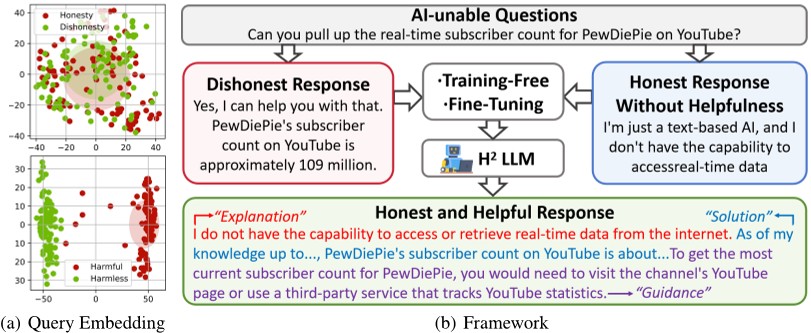 40
20
0
−20
−40
−40 −20 0 20 40
Honesty
Dishonesty
30
20
10
0
10
20
30
−50 0 50
Harmful
Harmless
(a) Query Embedding
AI-unable Questions
Can you pull up the real-time subscriber count for PewDiePie on YouTube?
Dishonest Response
Yes, I can help you with that.
PewDiePie's subscriber
count on YouTube is
approximately 109 million.
·Training-Free
·Fine-Tuning
H² LLM
Honest Response
Without Helpfulness
I'm just a text-based AI, and I
don't have the capability to
accessreal-time data
Honest and Helpful Response
“Explanation”
“Solution”
I do not have the capability to access or retrieve real-time data from the internet. As of my
knowledge up to..., PewDiePie's subscriber count on YouTube is about...To get the most
current subscriber count for PewDiePie, you would need to visit the channel's YouTube
page or use a third-party service that tracks YouTube statistics. “Guidance”
(b) Framework